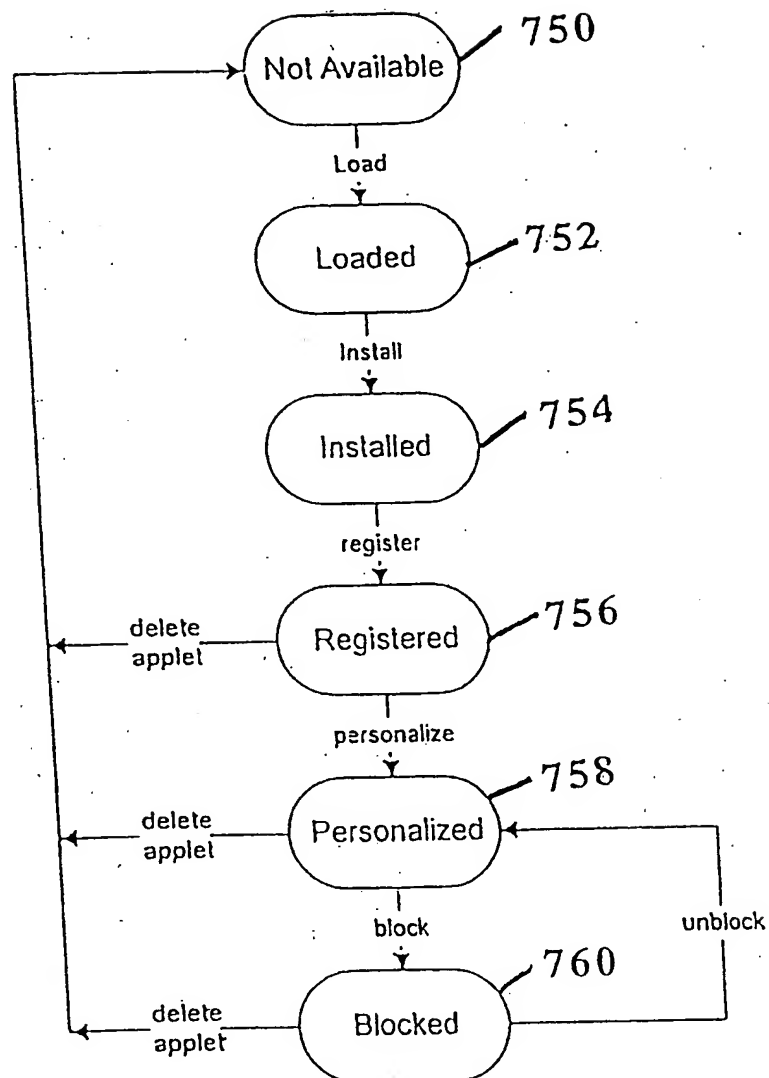 750
Not Available
Load
752
Loaded
Install
754
Installed
register
756
Registered
delete
applet
personalize
758
Personalized
delete
applet
block
unblock
760
Blocked
delete
applet